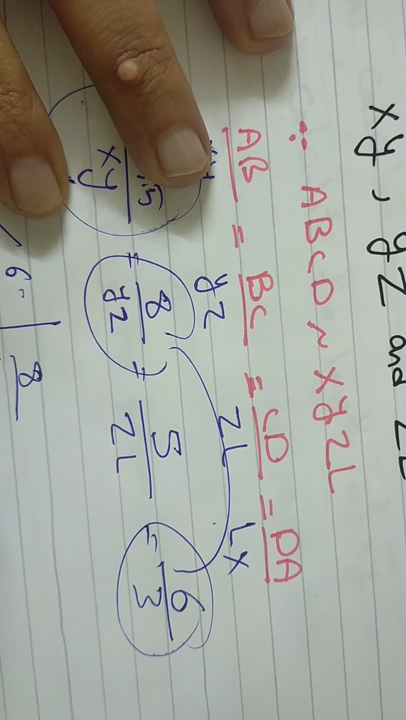 xy, yz and ZL
∴ ABCD ~ XYZL
AB = BC = CD = DA
yz ZL Lx
.5 = 8 = 5 = 6
xy yz ZL 3
6 8